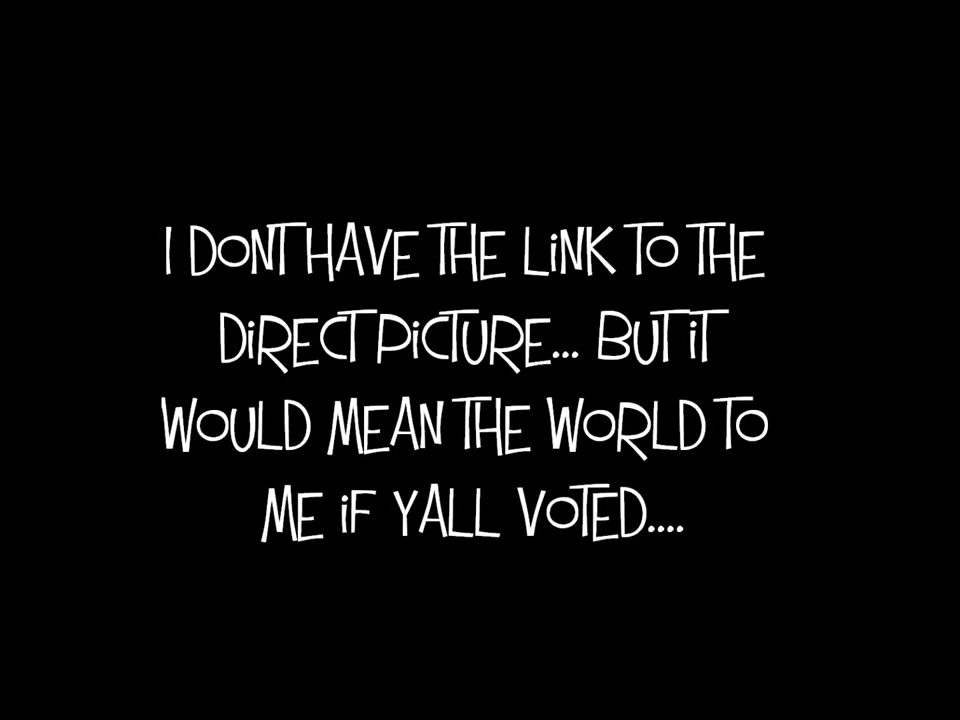 I DONT HAVE THE LiNK TO THE
DiRECT PiCTURE... BUT iT
WOULD MEAN THE WORLD TO
ME iF YALL VOTED....